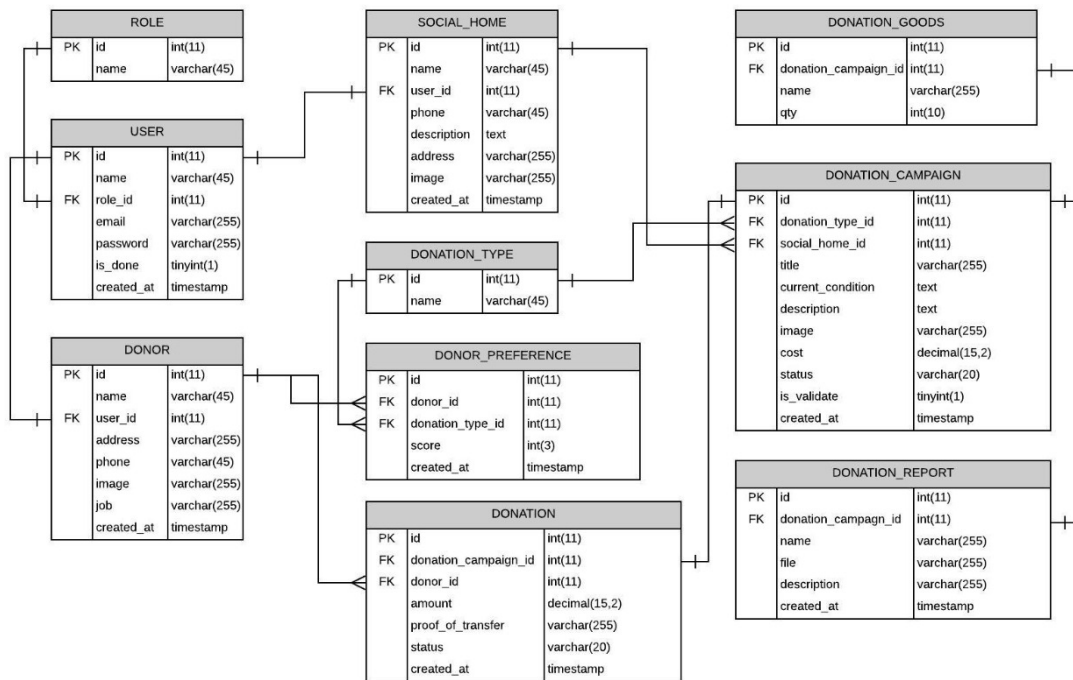 ROLE
PK id int(11)
name varchar(45)
USER
PK id int(11)
name varchar(45)
FK role_id int(11)
email varchar(255)
password varchar(255)
is_done tinyint(1)
created_at timestamp
DONOR
PK id int(11)
name varchar(45)
FK user_id int(11)
address varchar(255)
phone varchar(45)
image varchar(255)
job varchar(255)
created_at timestamp
SOCIAL_HOME
PK id int(11)
name varchar(45)
FK user_id int(11)
phone varchar(45)
description text
address varchar(255)
image varchar(255)
created_at timestamp
DONATION_TYPE
PK id int(11)
name varchar(45)
DONOR_PREFERENCE
PK id int(11)
FK donor_id int(11)
FK donation_type_id int(11)
score int(3)
created_at timestamp
DONATION
PK id int(11)
FK donation_campaign_id int(11)
FK donor_id int(11)
amount decimal(15,2)
proof_of_transfer varchar(255)
status varchar(20)
created_at timestamp
DONATION_GOODS
PK id int(11)
FK donation_campaign_id int(11)
name varchar(255)
qty int(10)
DONATION_CAMPAIGN
PK id int(11)
FK donation_type_id int(11)
FK social_home_id int(11)
title varchar(255)
current_condition text
description text
image varchar(255)
cost decimal(15,2)
status varchar(20)
is_validate tinyint(1)
created_at timestamp
DONATION_REPORT
PK id int(11)
FK donation_campagn_id int(11)
name varchar(255)
file varchar(255)
description varchar(255)
created_at timestamp